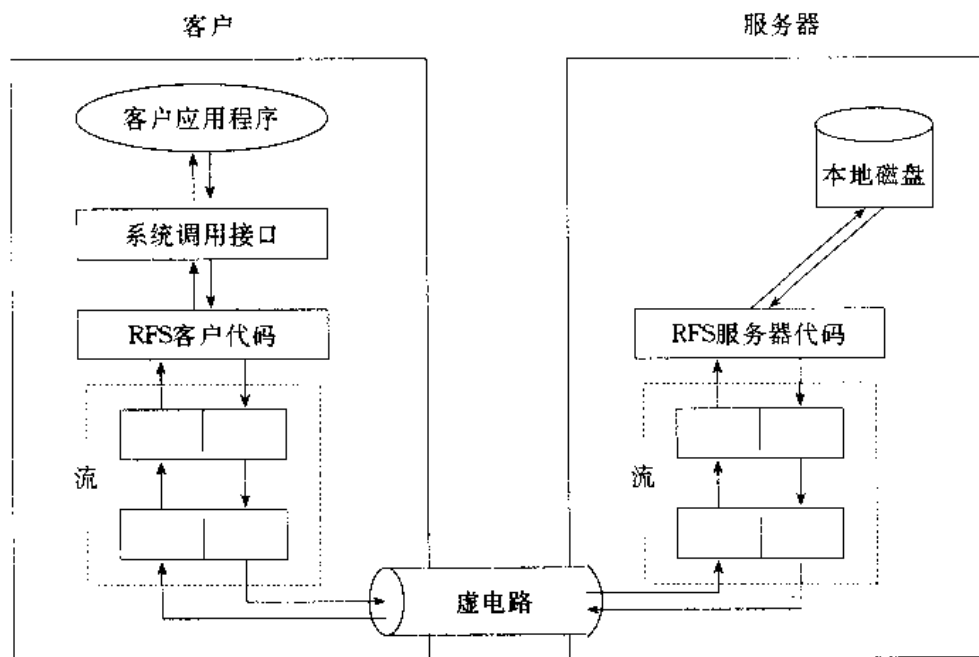 客户
服务器
客户应用程序
本地磁盘
系统调用接口
RFS客户代码
RFS服务器代码
流
流
虚电路